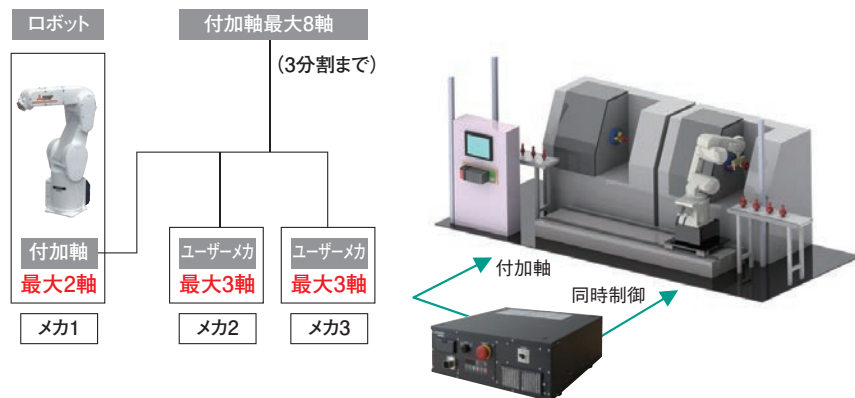 ロボット
付加軸最大8軸
(3分割まで)
付加軸
最大2軸
ユーザーメカ
最大3軸
ユーザーメカ
最大3軸
メカ1
メカ2
メカ3
付加軸
同時制御